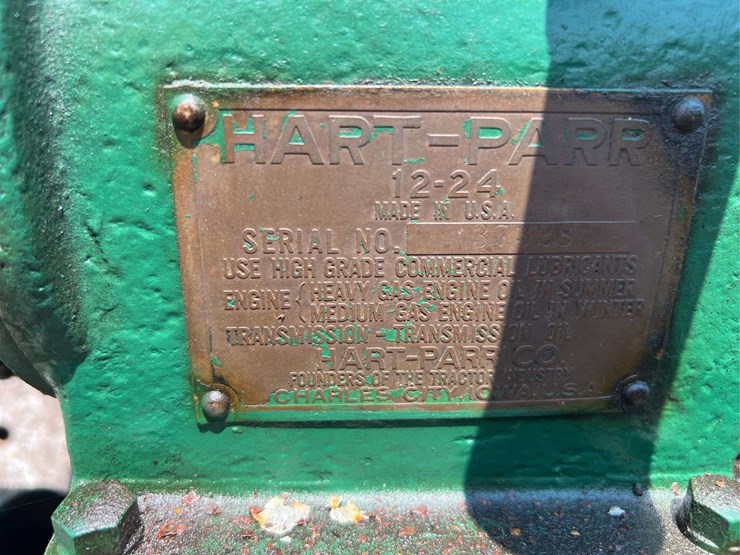 HART-PARR
12-24
MADE IN U.S.A.
SERIAL NO.
USE HIGH GRADE COMMERCIAL LUBRICANTS
ENGINE { HEAVY-GAS-ENGINE OIL IN SUMMER
MEDIUM-GAS-ENGINE OIL IN WINTER
TRANSMISSION - TRANSMISSION OIL
HART-PARR CO.
FOUNDERS OF THE TRACTOR INDUSTRY
CHARLES CITY, IOWA, U.S.A.